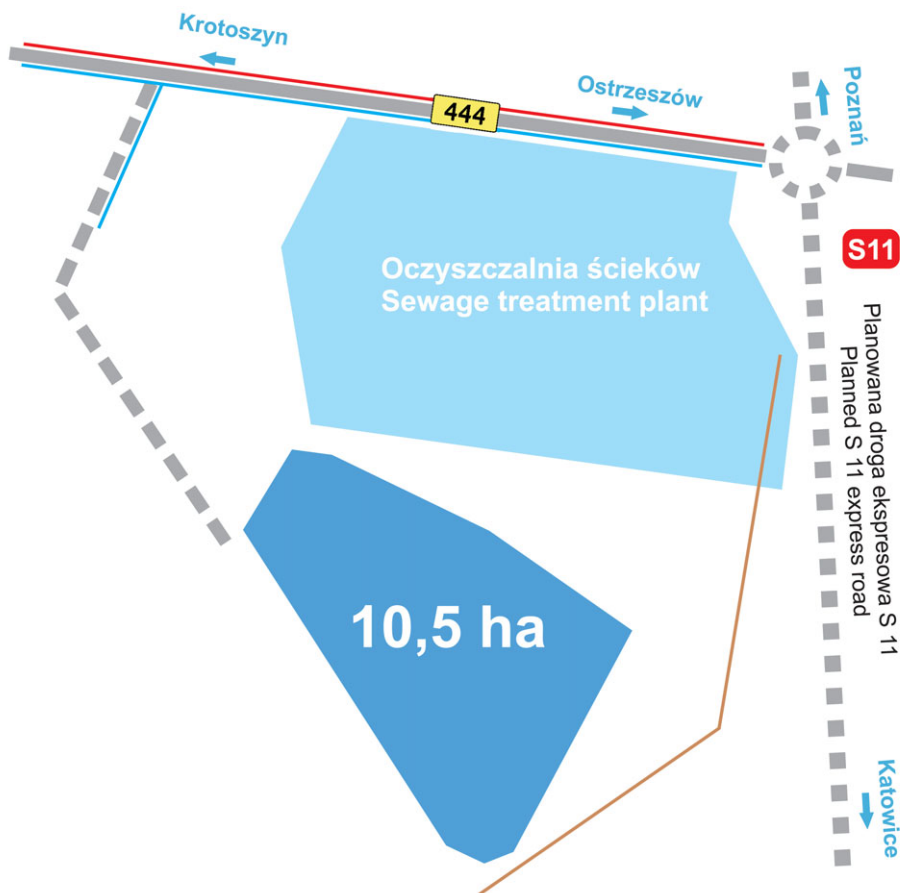 Krotoszyn
444
Ostrzeszów
Poznań
S11
Oczyszczalnia ścieków
Sewage treatment plant
Planowana droga ekspresowa S 11
Planned S 11 express road
10,5 ha
Katowice